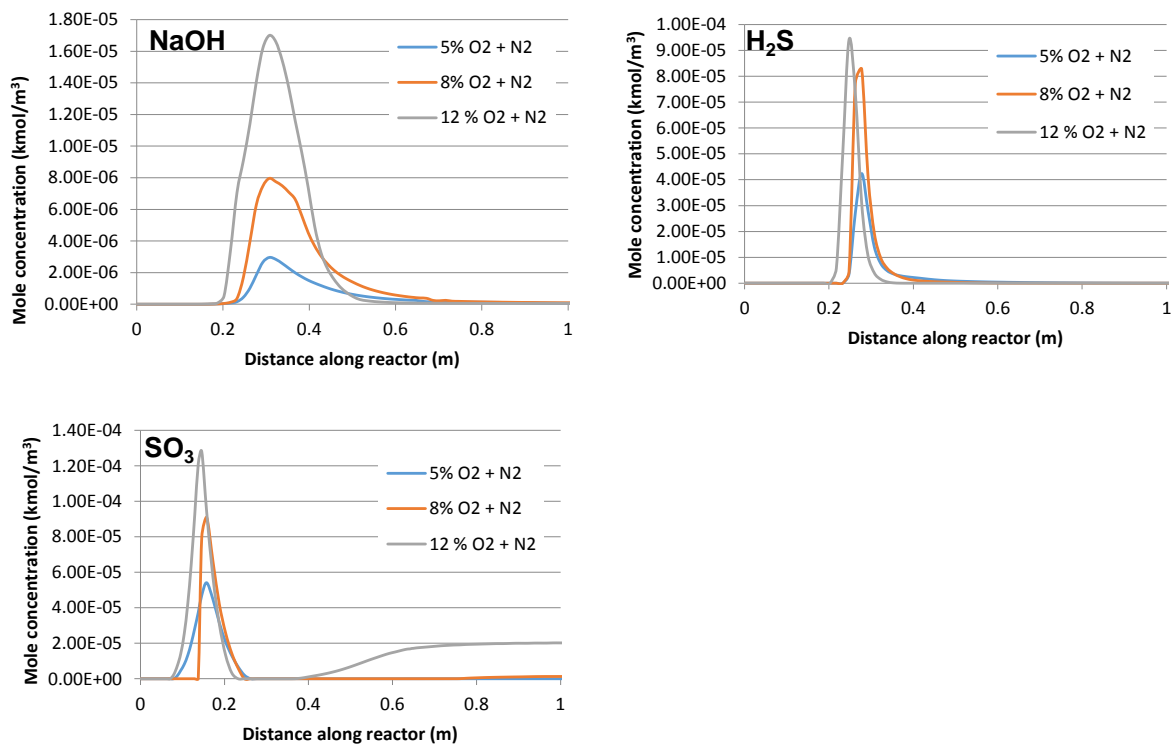 NaOH
Mole concentration (kmol/m³)
1.80E-05
1.60E-05
1.40E-05
1.20E-05
1.00E-05
8.00E-06
6.00E-06
4.00E-06
2.00E-06
0.00E+00
5% O2 + N2
8% O2 + N2
12 % O2 + N2
0 0.2 0.4 0.6 0.8 1
Distance along reactor (m)
H₂S
Mole concentration (kmol/m³)
1.00E-04
9.00E-05
8.00E-05
7.00E-05
6.00E-05
5.00E-05
4.00E-05
3.00E-05
2.00E-05
1.00E-05
0.00E+00
5% O2 + N2
8% O2 + N2
12 % O2 + N2
0 0.2 0.4 0.6 0.8 1
Distance along reactor (m)
SO₃
Mole concentration (kmol/m³)
1.40E-04
1.20E-04
1.00E-04
8.00E-05
6.00E-05
4.00E-05
2.00E-05
0.00E+00
5% O2 + N2
8% O2 + N2
12 % O2 + N2
0 0.2 0.4 0.6 0.8 1
Distance along reactor (m)